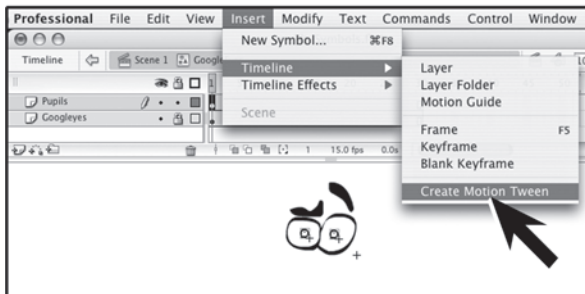 Professional File Edit View Insert Modify Text Commands Control Window
New Symbol... ⌘F8
Timeline Scene 1 Timeline Layer
Timeline Effects Layer Folder
Motion Guide
Pupils Scene
Googleyes Frame F5
Keyframe
1 15.0 fps 0.0s Blank Keyframe
Create Motion Tween